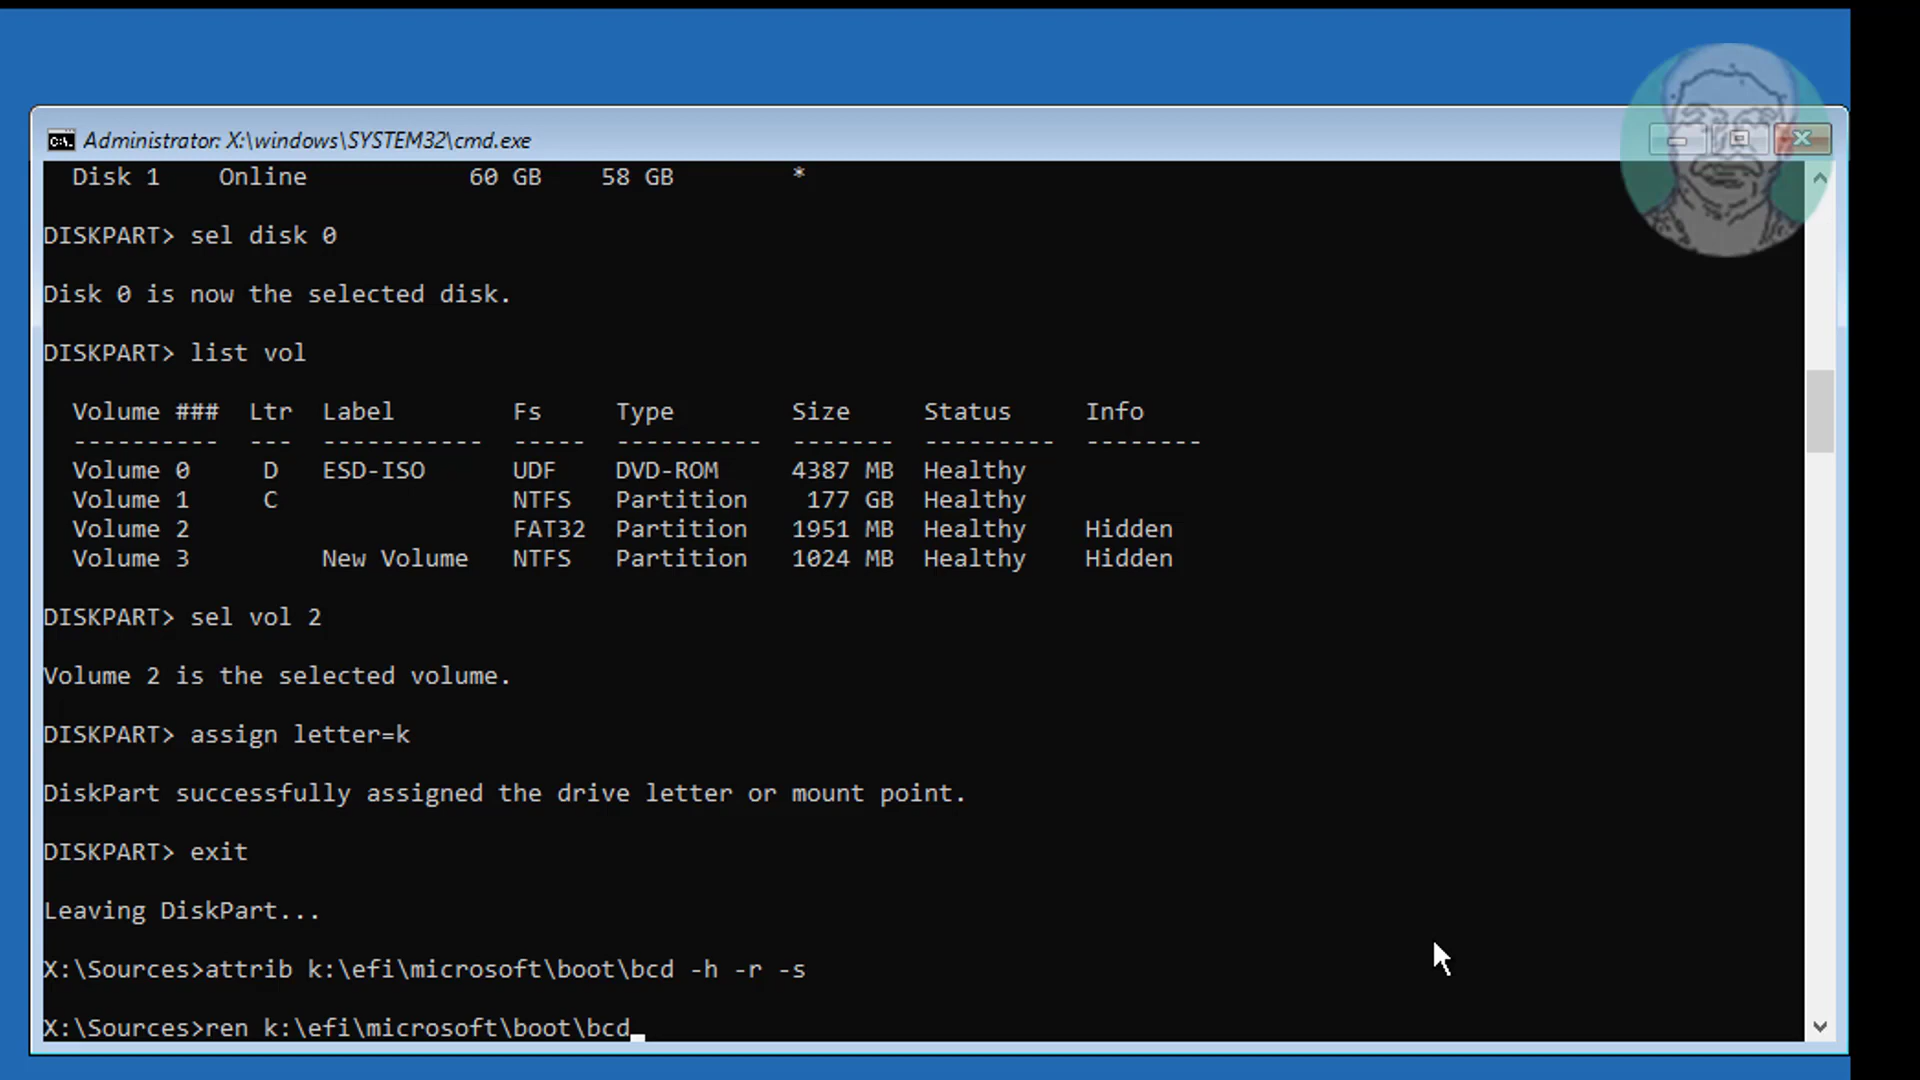 Administrator: X:\windows\SYSTEM32\cmd.exe
Disk 1    Online           60 GB    58 GB        *
DISKPART> sel disk 0
Disk 0 is now the selected disk.
DISKPART> list vol
Volume ###  Ltr  Label        Fs     Type        Size     Status     Info
----------  ---  -----------  -----  ----------  -------  ---------  --------
Volume 0     D   ESD-ISO      UDF    DVD-ROM     4387 MB  Healthy
Volume 1     C                NTFS   Partition    177 GB  Healthy
Volume 2                      FAT32  Partition   1951 MB  Healthy    Hidden
Volume 3         New Volume   NTFS   Partition   1024 MB  Healthy    Hidden
DISKPART> sel vol 2
Volume 2 is the selected volume.
DISKPART> assign letter=k
DiskPart successfully assigned the drive letter or mount point.
DISKPART> exit
Leaving DiskPart...
X:\Sources>attrib k:\efi\microsoft\boot\bcd -h -r -s
X:\Sources>ren k:\efi\microsoft\boot\bcd